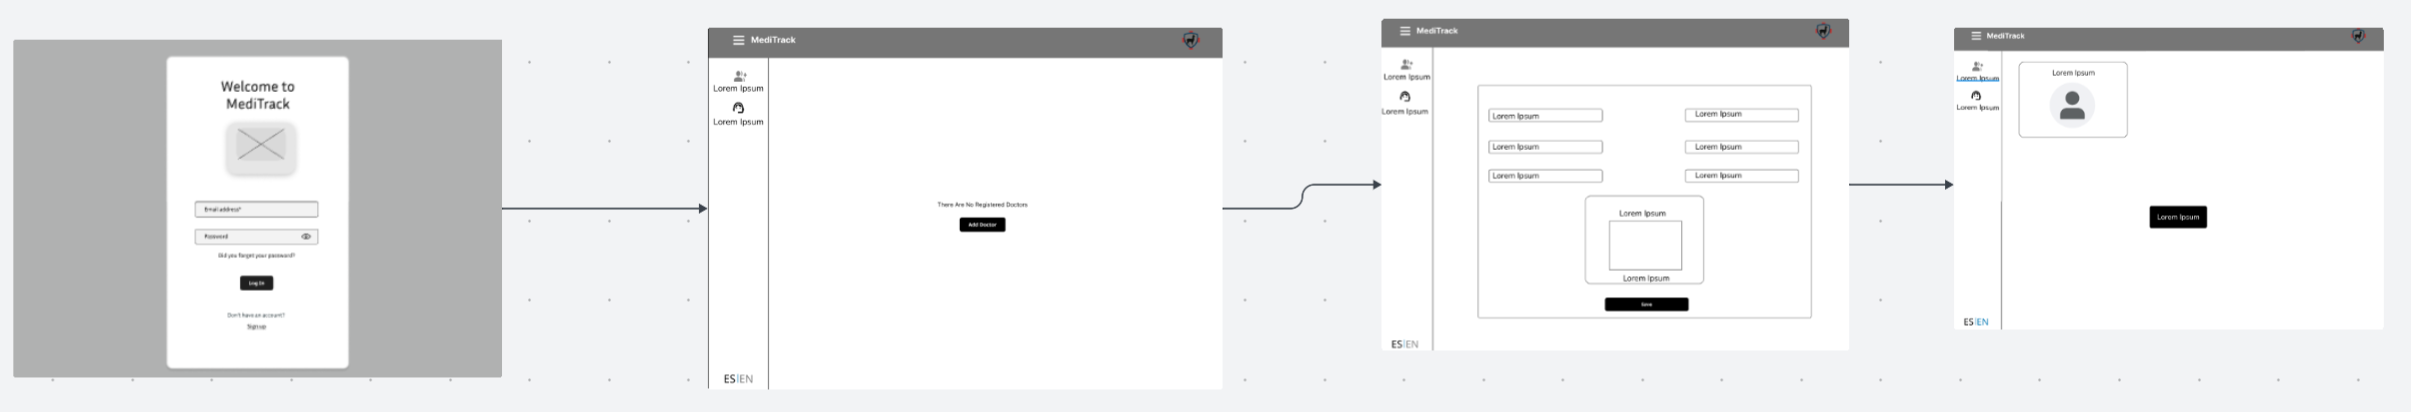 Welcome to
MediTrack
Email address*
Password
Did you forget your password?
Log In
Don't have an account?
Sign up
MediTrack
Lorem Ipsum
Lorem Ipsum
There Are No Registered Doctors
Add Doctor
ES|EN
MediTrack
Lorem Ipsum
Lorem Ipsum
Lorem Ipsum
Lorem Ipsum
Lorem Ipsum
Lorem Ipsum
Lorem Ipsum
Lorem Ipsum
Lorem Ipsum
Lorem Ipsum
Save
ES|EN
MediTrack
Lorem Ipsum
Lorem Ipsum
Lorem Ipsum
Lorem Ipsum
ES|EN